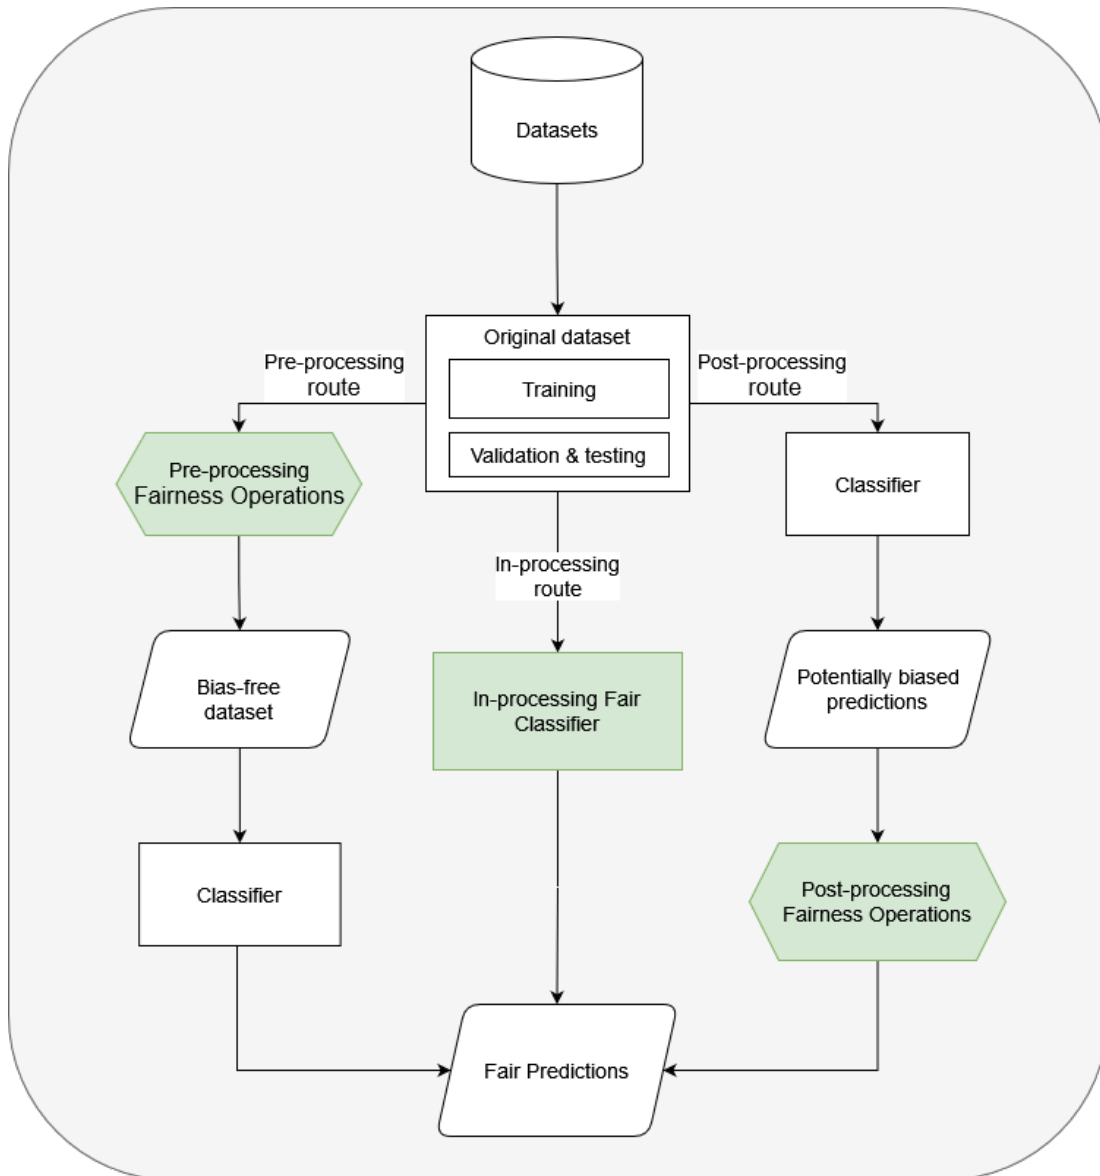 Datasets
Original dataset
Training
Validation & testing
Pre-processing
route
Post-processing
route
In-processing
route
Pre-processing
Fairness Operations
Classifier
Bias-free
dataset
In-processing Fair
Classifier
Potentially biased
predictions
Classifier
Post-processing
Fairness Operations
Fair Predictions